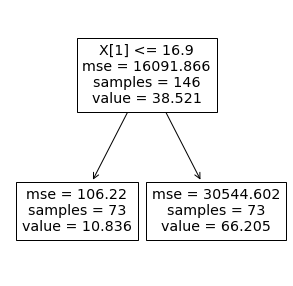 X[1] <= 16.9
mse = 16091.866
samples = 146
value = 38.521
mse = 106.22
samples = 73
value = 10.836
mse = 30544.602
samples = 73
value = 66.205